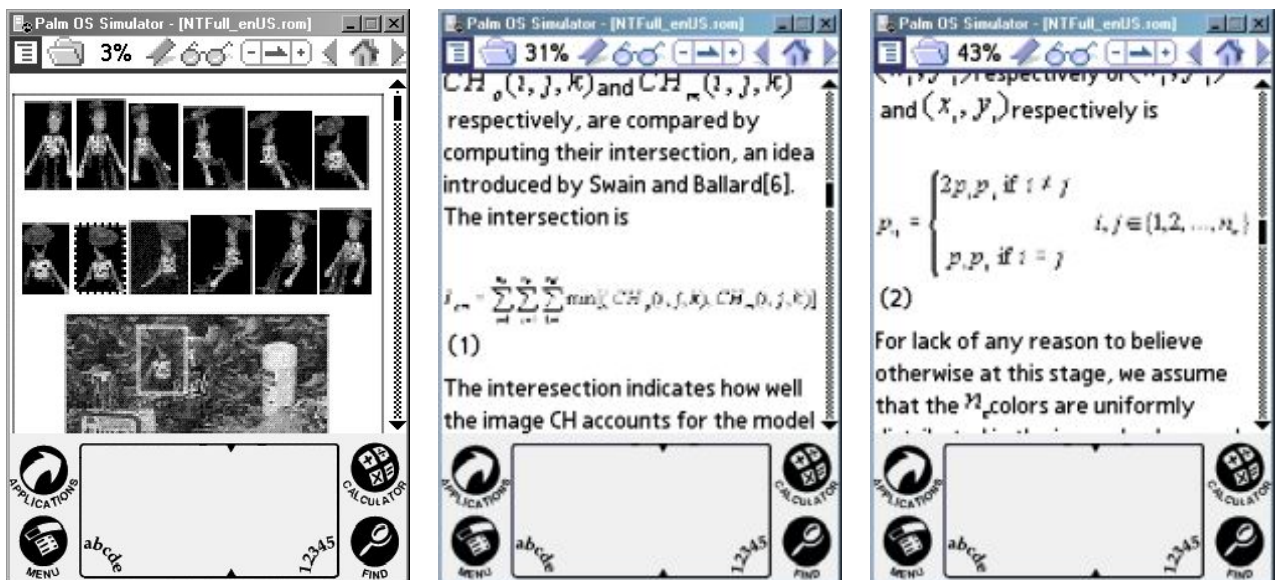 Palm OS Simulator - [NTFull_enUS.rom]
3%
APPLICATIONS
MENU
abcde
12345
CALCULATOR
FIND
Palm OS Simulator - [NTFull_enUS.rom]
31%
and
respectively, are compared by
computing their intersection, an idea
introduced by Swain and Ballard[6].
The intersection is
(1)
The interesection indicates how well
the image CH accounts for the model
APPLICATIONS
MENU
abcde
12345
CALCULATOR
FIND
Palm OS Simulator - [NTFull_enUS.rom]
43%
respectively or
and respectively is
(2)
For lack of any reason to believe
otherwise at this stage, we assume
that the colors are uniformly
APPLICATIONS
MENU
abcde
12345
CALCULATOR
FIND